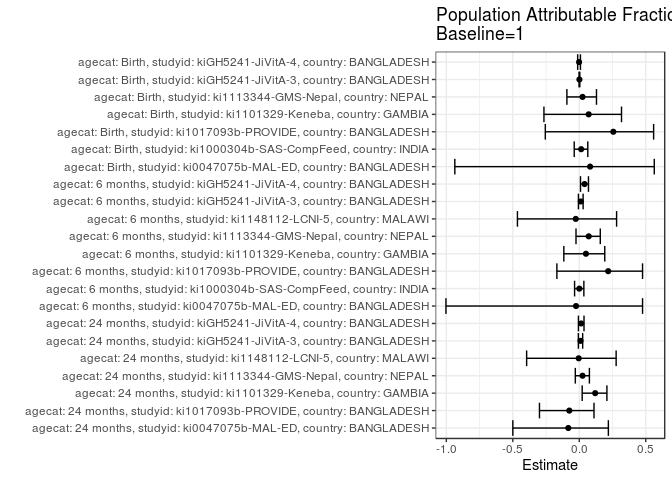 Population Attributable Fractio
Baseline=1
agecat: Birth, studyid: kiGH5241-JiVitA-4, country: BANGLADESH
agecat: Birth, studyid: kiGH5241-JiVitA-3, country: BANGLADESH
agecat: Birth, studyid: ki1113344-GMS-Nepal, country: NEPAL
agecat: Birth, studyid: ki1101329-Keneba, country: GAMBIA
agecat: Birth, studyid: ki1017093b-PROVIDE, country: BANGLADESH
agecat: Birth, studyid: ki1000304b-SAS-CompFeed, country: INDIA
agecat: Birth, studyid: ki0047075b-MAL-ED, country: BANGLADESH
agecat: 6 months, studyid: kiGH5241-JiVitA-4, country: BANGLADESH
agecat: 6 months, studyid: kiGH5241-JiVitA-3, country: BANGLADESH
agecat: 6 months, studyid: ki1148112-LCNI-5, country: MALAWI
agecat: 6 months, studyid: ki1113344-GMS-Nepal, country: NEPAL
agecat: 6 months, studyid: ki1101329-Keneba, country: GAMBIA
agecat: 6 months, studyid: ki1017093b-PROVIDE, country: BANGLADESH
agecat: 6 months, studyid: ki1000304b-SAS-CompFeed, country: INDIA
agecat: 6 months, studyid: ki0047075b-MAL-ED, country: BANGLADESH
agecat: 24 months, studyid: kiGH5241-JiVitA-4, country: BANGLADESH
agecat: 24 months, studyid: kiGH5241-JiVitA-3, country: BANGLADESH
agecat: 24 months, studyid: ki1148112-LCNI-5, country: MALAWI
agecat: 24 months, studyid: ki1113344-GMS-Nepal, country: NEPAL
agecat: 24 months, studyid: ki1101329-Keneba, country: GAMBIA
agecat: 24 months, studyid: ki1017093b-PROVIDE, country: BANGLADESH
agecat: 24 months, studyid: ki0047075b-MAL-ED, country: BANGLADESH
-1.0 -0.5 0.0 0.5
Estimate